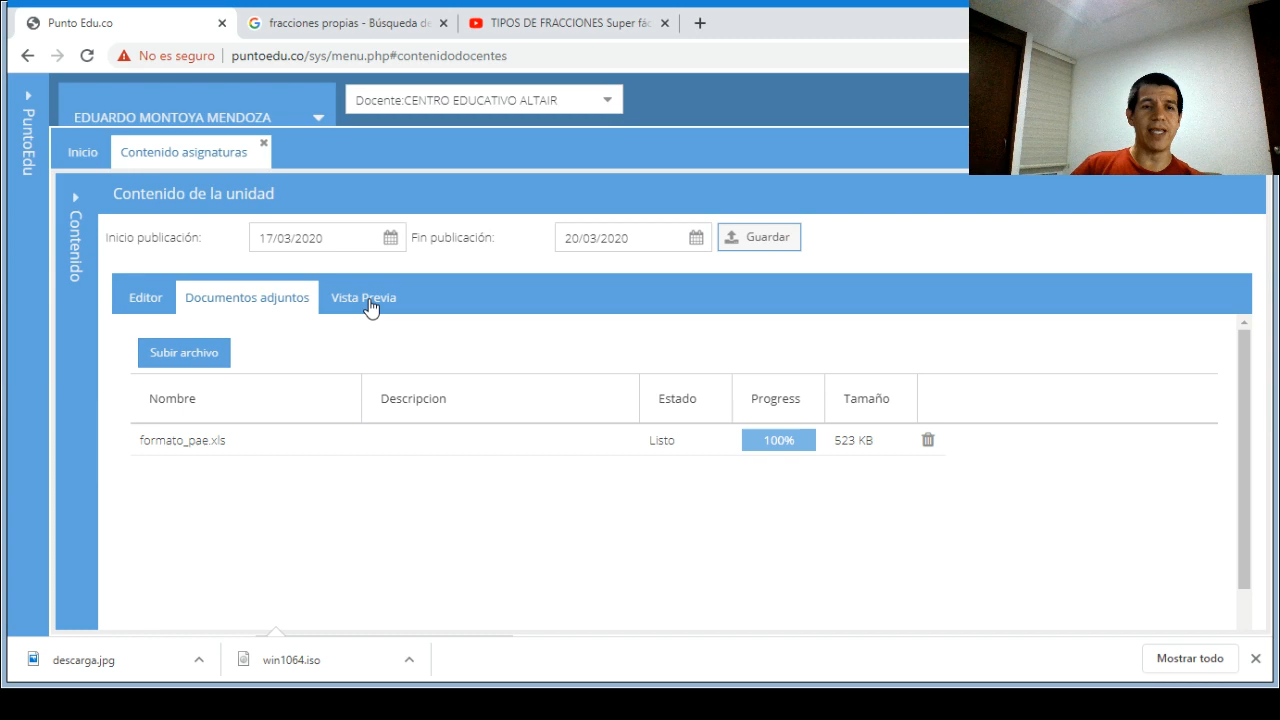 Punto Edu.co
fracciones propias - Búsqueda de
TIPOS DE FRACCIONES Super fác
No es seguro
puntoedu.co/sys/menu.php#contenidodocentes
PuntoEdu
EDUARDO MONTOYA MENDOZA
Docente:CENTRO EDUCATIVO ALTAIR
Inicio
Contenido asignaturas
Contenido
Contenido de la unidad
Inicio publicación:
17/03/2020
Fin publicación:
20/03/2020
Guardar
Editor
Documentos adjuntos
Vista Previa
Subir archivo
Nombre
Descripcion
Estado
Progress
Tamaño
formato_pae.xls
Listo
100%
523 KB
descarga.jpg
win1064.iso
Mostrar todo